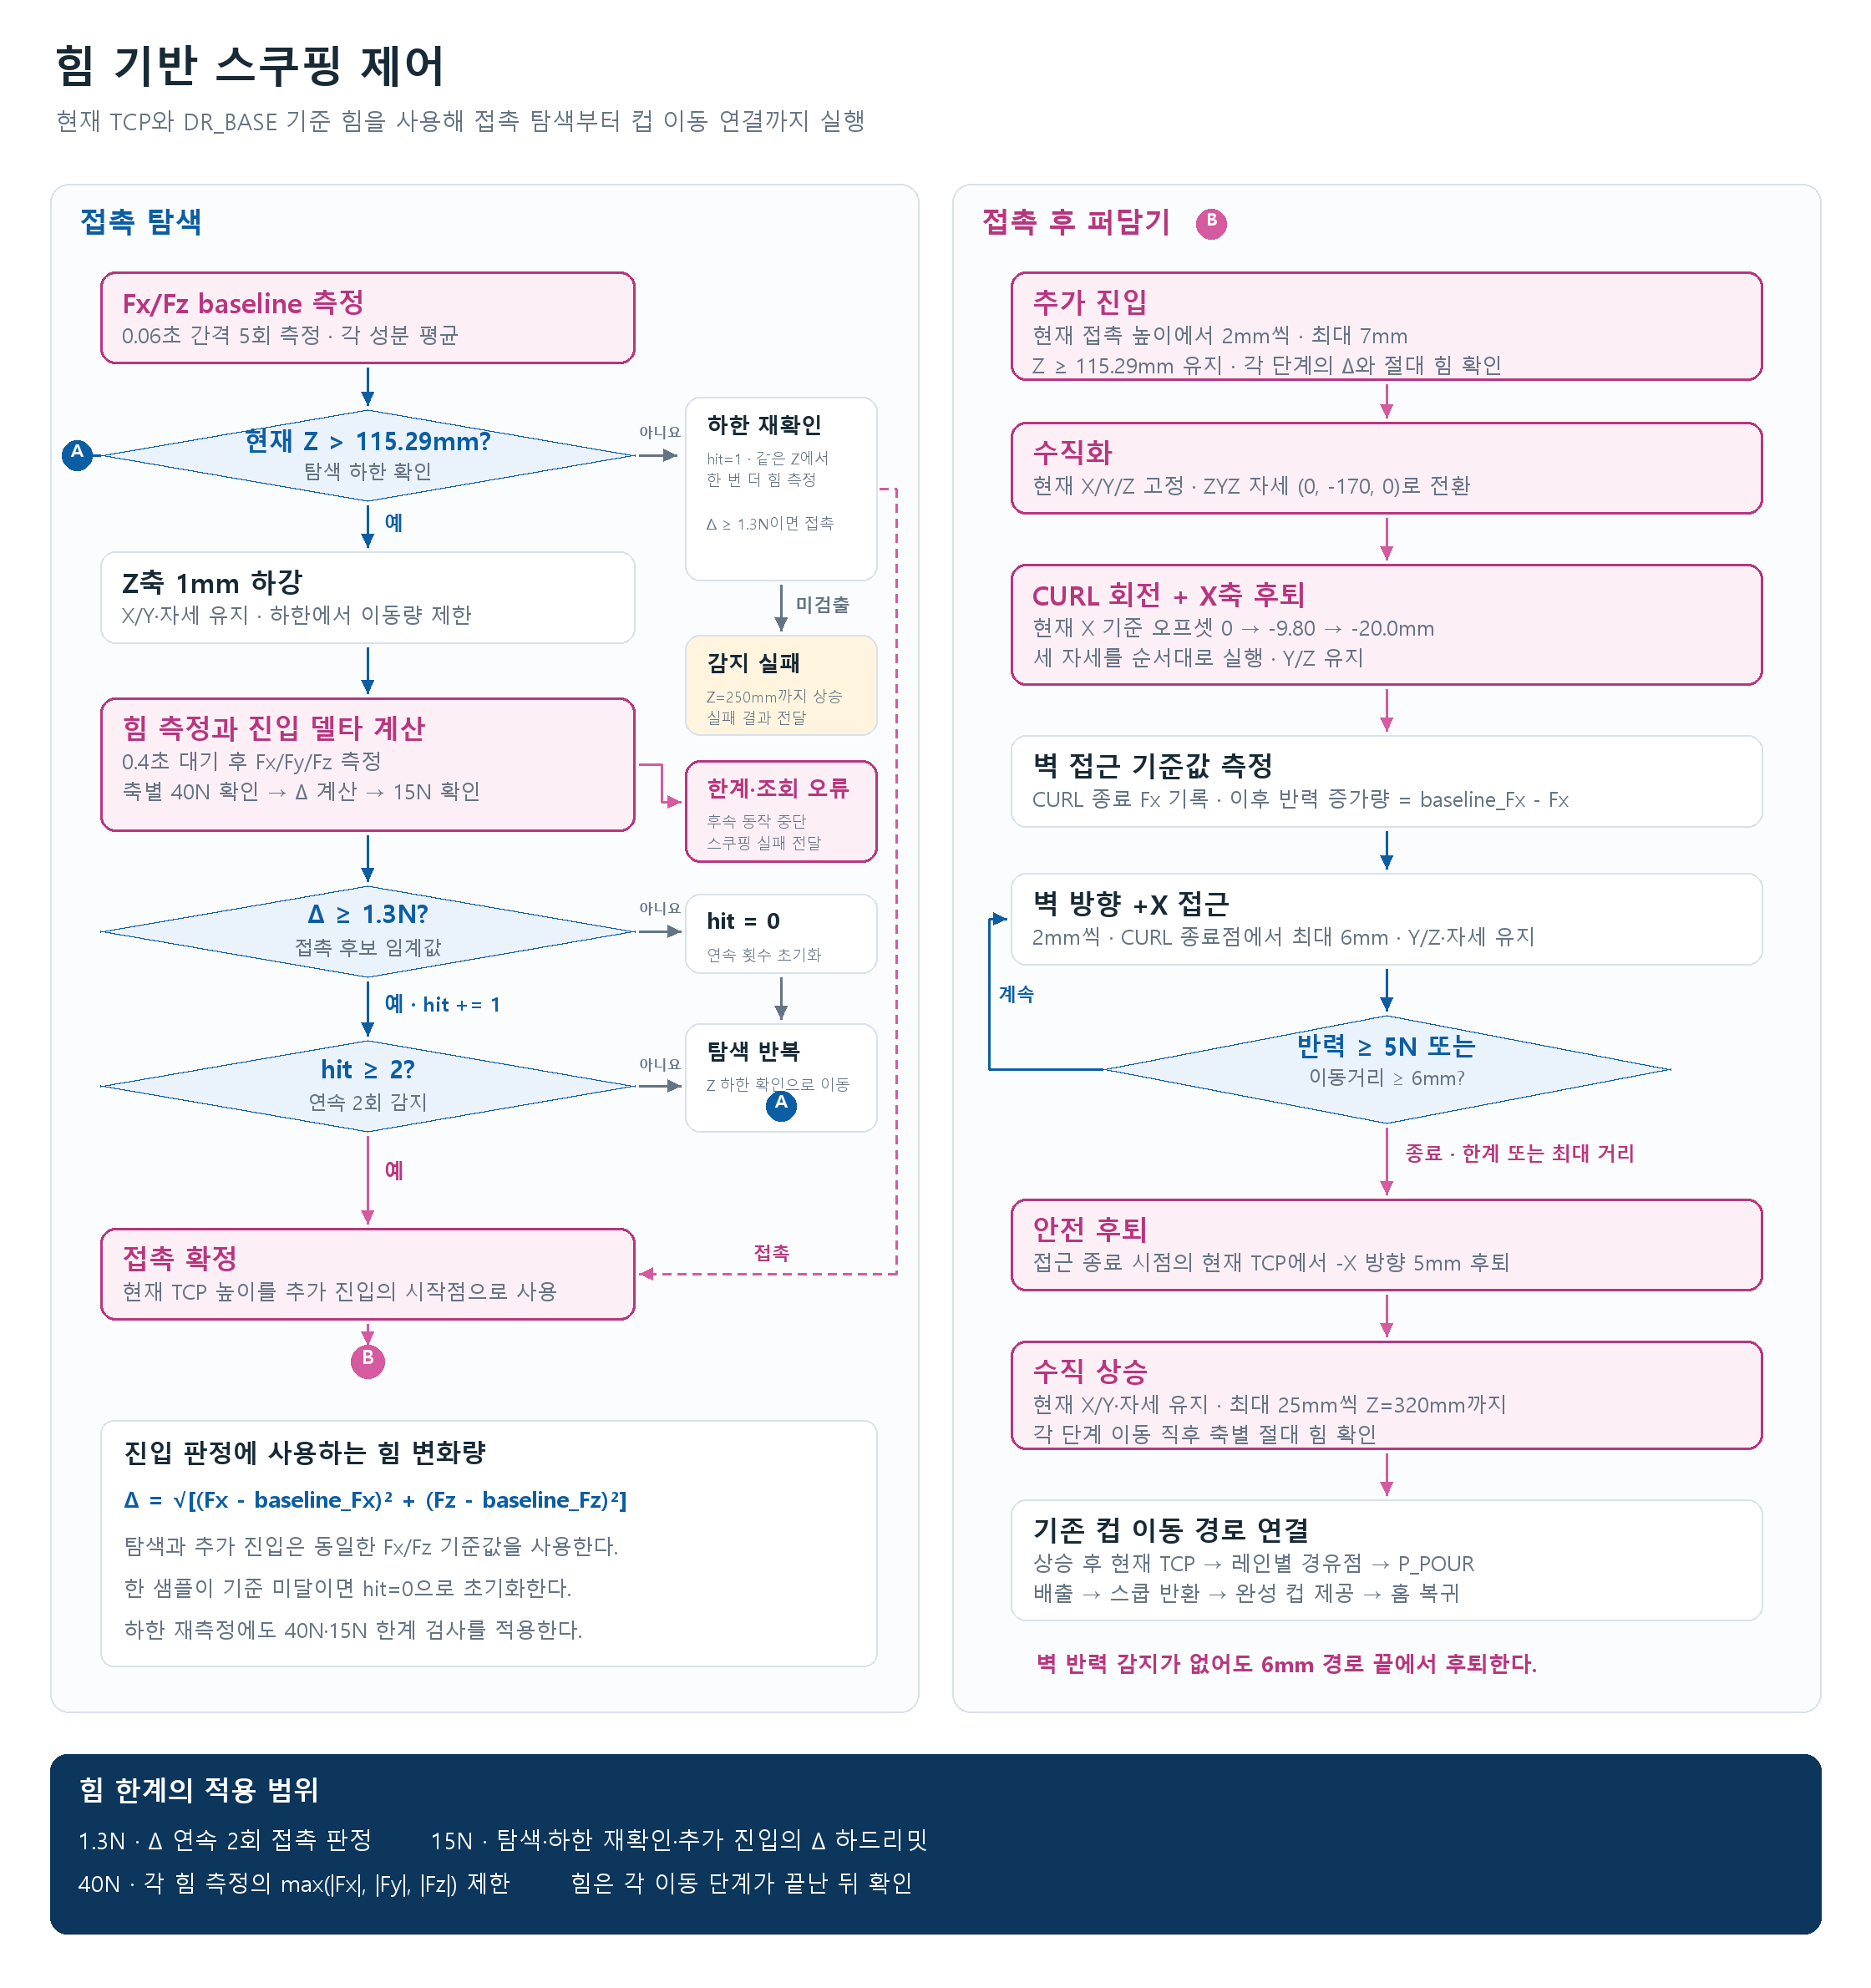 힘 기반 스쿠핑 제어
현재 TCP와 DR_BASE 기준 힘을 사용해 접촉 탐색부터 컵 이동 연결까지 실행
접촉 탐색
Fx/Fz baseline 측정
0.06초 간격 5회 측정 · 각 성분 평균
A
현재 Z > 115.29mm?
탐색 하한 확인
아니요
하한 재확인
hit=1 · 같은 Z에서
한 번 더 힘 측정
Δ ≥ 1.3N이면 접촉
예
Z축 1mm 하강
X/Y·자세 유지 · 하한에서 이동량 제한
미검출
감지 실패
Z=250mm까지 상승
실패 결과 전달
힘 측정과 진입 델타 계산
0.4초 대기 후 Fx/Fy/Fz 측정
축별 40N 확인 → Δ 계산 → 15N 확인
한계·조회 오류
후속 동작 중단
스쿠핑 실패 전달
Δ ≥ 1.3N?
접촉 후보 임계값
아니요
hit = 0
연속 횟수 초기화
예 · hit += 1
hit ≥ 2?
연속 2회 감지
아니요
탐색 반복
Z 하한 확인으로 이동
A
예
접촉
접촉 확정
현재 TCP 높이를 추가 진입의 시작점으로 사용
B
진입 판정에 사용하는 힘 변화량
Δ = √[(Fx - baseline_Fx)² + (Fz - baseline_Fz)²]
탐색과 추가 진입은 동일한 Fx/Fz 기준값을 사용한다.
한 샘플이 기준 미달이면 hit=0으로 초기화한다.
하한 재측정에도 40N·15N 한계 검사를 적용한다.
접촉 후 퍼담기 B
추가 진입
현재 접촉 높이에서 2mm씩 · 최대 7mm
Z ≥ 115.29mm 유지 · 각 단계의 Δ와 절대 힘 확인
수직화
현재 X/Y/Z 고정 · ZYZ 자세 (0, -170, 0)로 전환
CURL 회전 + X축 후퇴
현재 X 기준 오프셋 0 → -9.80 → -20.0mm
세 자세를 순서대로 실행 · Y/Z 유지
벽 접근 기준값 측정
CURL 종료 Fx 기록 · 이후 반력 증가량 = baseline_Fx - Fx
벽 방향 +X 접근
2mm씩 · CURL 종료점에서 최대 6mm · Y/Z·자세 유지
계속
반력 ≥ 5N 또는
이동거리 ≥ 6mm?
종료 · 한계 또는 최대 거리
안전 후퇴
접근 종료 시점의 현재 TCP에서 -X 방향 5mm 후퇴
수직 상승
현재 X/Y·자세 유지 · 최대 25mm씩 Z=320mm까지
각 단계 이동 직후 축별 절대 힘 확인
기존 컵 이동 경로 연결
상승 후 현재 TCP → 레인별 경유점 → P_POUR
배출 → 스쿱 반환 → 완성 컵 제공 → 홈 복귀
벽 반력 감지가 없어도 6mm 경로 끝에서 후퇴한다.
힘 한계의 적용 범위
1.3N · Δ 연속 2회 접촉 판정 15N · 탐색·하한 재확인·추가 진입의 Δ 하드리밋
40N · 각 힘 측정의 max(|Fx|, |Fy|, |Fz|) 제한 힘은 각 이동 단계가 끝난 뒤 확인